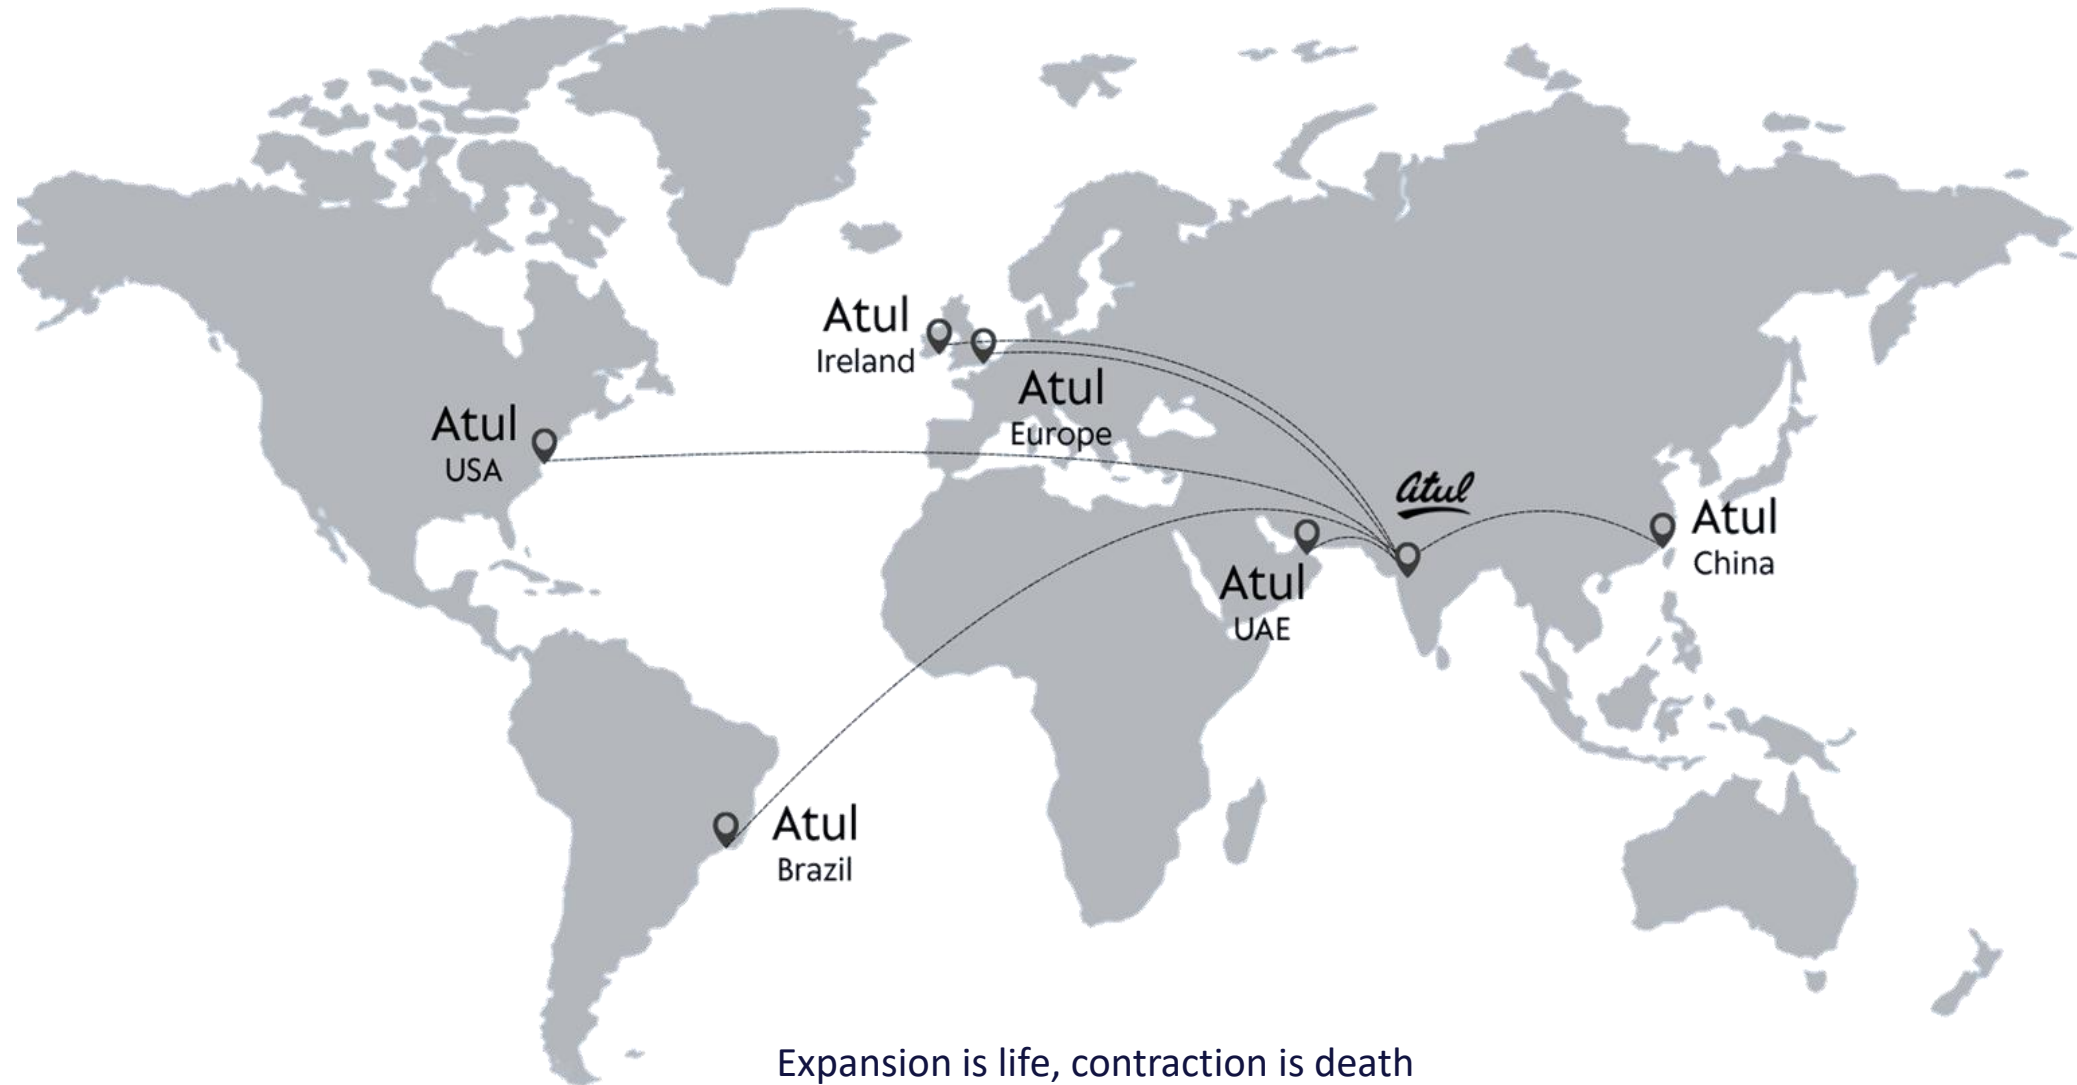 Atul
Ireland
Atul
Europe
Atul
USA
atul
Atul
China
Atul
UAE
Atul
Brazil
Expansion is life, contraction is death